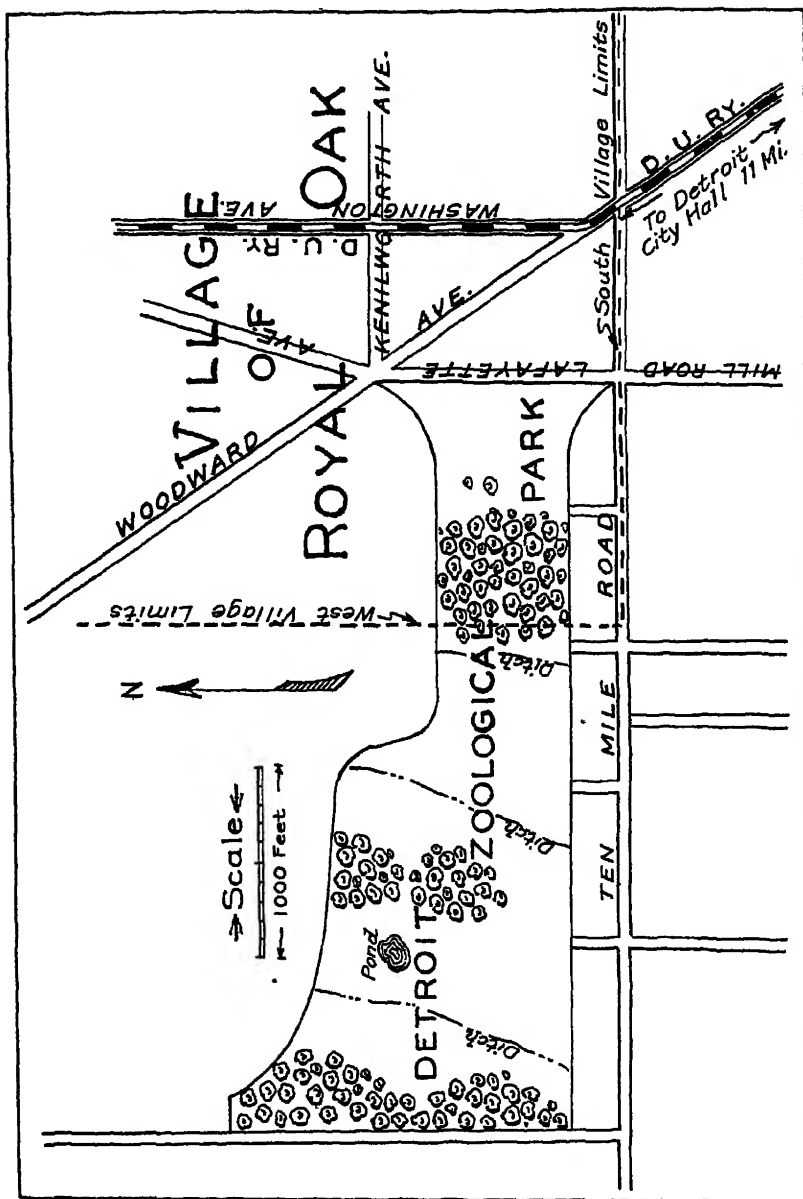 VILLAGE
OF
ROYAL OAK
WOODWARD AVE.
AVE.
D.U.RY.
WASHINGTON AVE.
KENILWORTH AVE.
LAFAYETTE
MILL ROAD
South Village Limits
D. U. RY.
To Detroit
City Hall 11 Mi.
West Village Limits
N
Scale
1000 Feet
Pond
Ditch
Ditch
Ditch
DETROIT ZOOLOGICAL PARK
TEN MILE ROAD